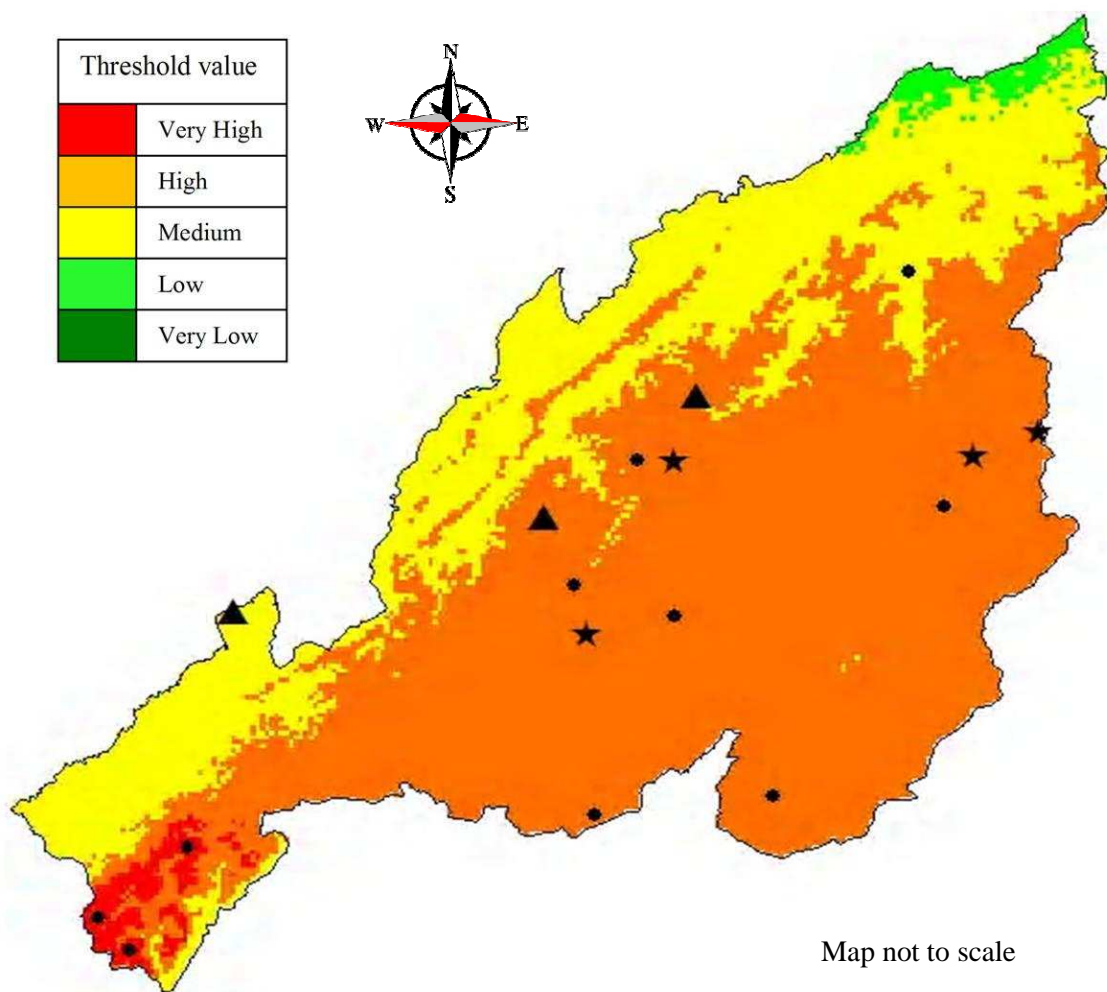 Threshold value
Very High
High
Medium
Low
Very Low
N
W E
S
Map not to scale